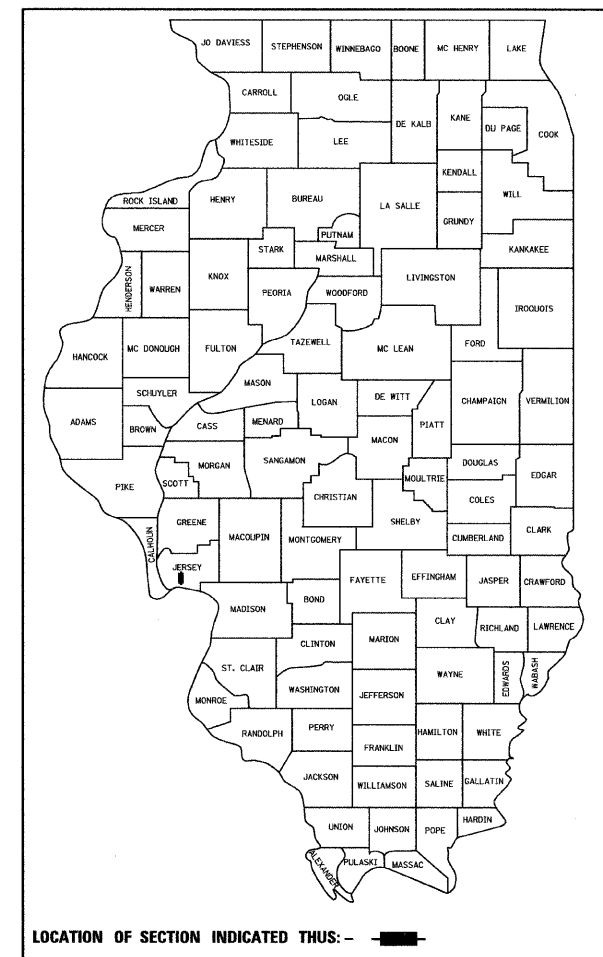 JO DAVIESS STEPHENSON WINNEBAGO BOONE MC HENRY LAKE
CARROLL OGLE DE KALB KANE DU PAGE COOK
WHITESIDE LEE
KENDALL WILL
ROCK ISLAND HENRY BUREAU LA SALLE GRUNDY
MERCER PUTNAM
STARK MARSHALL KANKAKEE
HENDERSON WARREN KNOX PEORIA WOODFORD LIVINGSTON IROQUOIS
HANCOCK MC DONOUGH FULTON TAZEWELL MC LEAN FORD
MASON
SCHUYLER LOGAN DE WITT CHAMPAIGN VERMILION
ADAMS BROWN CASS MENARD PIATT
MACON
PIKE SCOTT MORGAN SANGAMON MOULTRIE DOUGLAS EDGAR
CHRISTIAN COLES
GREENE MACOUPIN SHELBY
CALHOUN MONTGOMERY CUMBERLAND CLARK
JERSEY FAYETTE EFFINGHAM JASPER CRAWFORD
MADISON BOND
CLAY RICHLAND LAWRENCE
CLINTON MARION
ST. CLAIR WAYNE EDWARDS WABASH
WASHINGTON JEFFERSON
MONROE
RANDOLPH PERRY HAMILTON WHITE
FRANKLIN
JACKSON WILLIAMSON SALINE GALLATIN
UNION JOHNSON POPE HARDIN
ALEXANDER PULASKI MASSAC
LOCATION OF SECTION INDICATED THUS: –